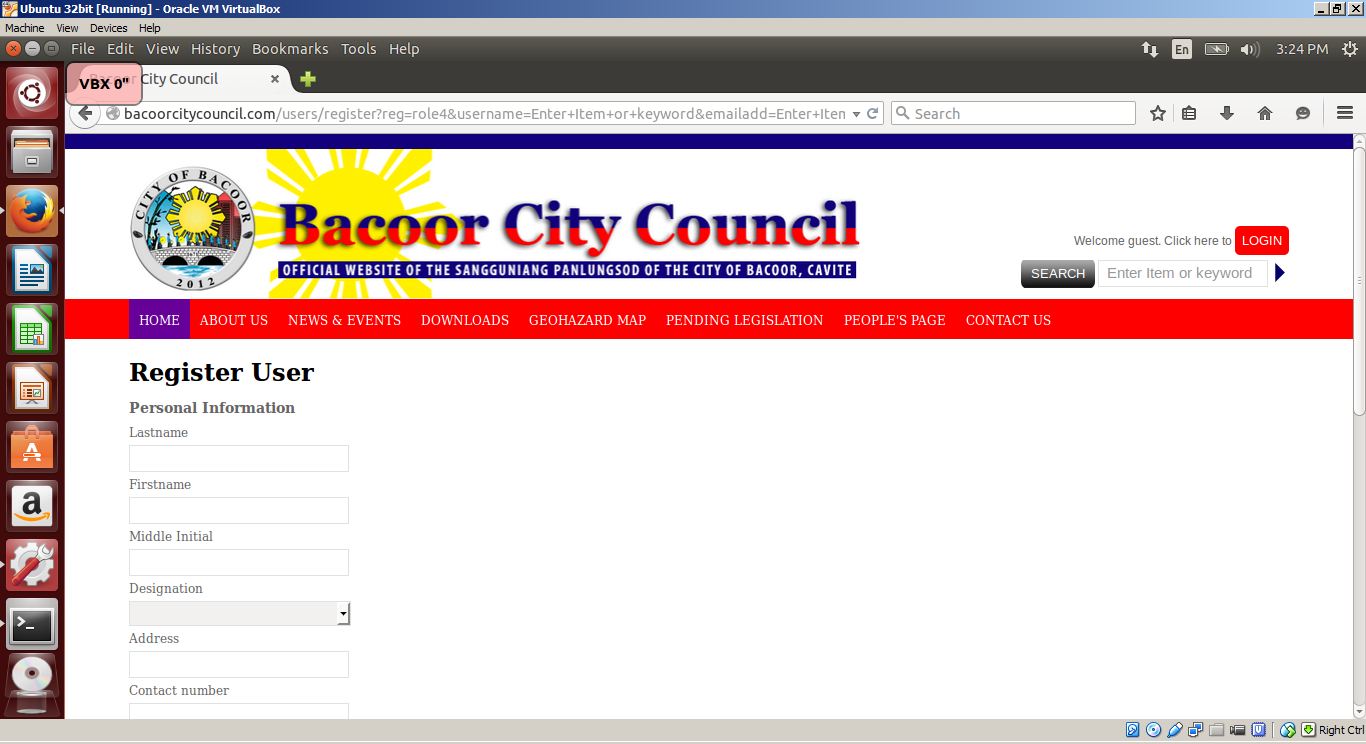 Ubuntu 32bit [Running] - Oracle VM VirtualBox
Machine View Devices Help
File Edit View History Bookmarks Tools Help
En
3:24 PM
VBX 0"
City Council
bacoorcitycouncil.com/users/register?reg=role4&username=Enter+Item+or+keyword&emailadd=Enter+Iten
Search
CITY OF BACOOR
2012
Bacoor City Council
OFFICIAL WEBSITE OF THE SANGGUNIANG PANLUNGSOD OF THE CITY OF BACOOR, CAVITE
Welcome guest. Click here to LOGIN
SEARCH Enter Item or keyword
HOME ABOUT US NEWS & EVENTS DOWNLOADS GEOHAZARD MAP PENDING LEGISLATION PEOPLE'S PAGE CONTACT US
Register User
Personal Information
Lastname
Firstname
Middle Initial
Designation
Address
Contact number
Right Ctrl